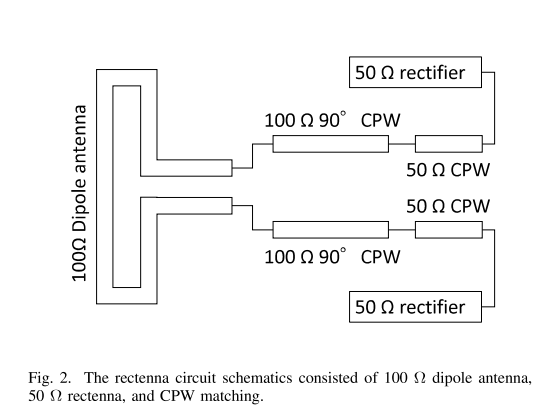 50 Ω rectifier
100 Ω 90° CPW
50 Ω CPW
100Ω Dipole antenna
50 Ω CPW
100 Ω 90° CPW
50 Ω rectifier
Fig. 2. The rectenna circuit schematics consisted of 100 Ω dipole antenna,
50 Ω rectenna, and CPW matching.